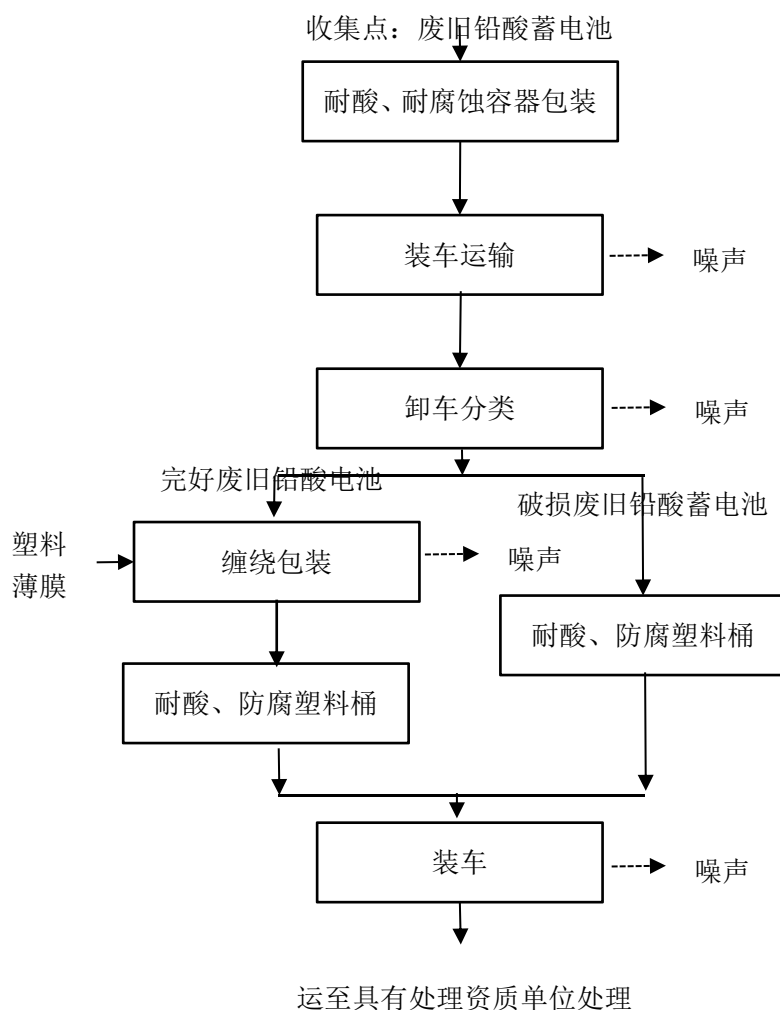 收集点：废旧铅酸蓄电池
耐酸、耐腐蚀容器包装
装车运输
噪声
卸车分类
噪声
完好废旧铅酸电池
破损废旧铅酸蓄电池
塑料
薄膜
缠绕包装
噪声
耐酸、防腐塑料桶
耐酸、防腐塑料桶
装车
噪声
运至具有处理资质单位处理